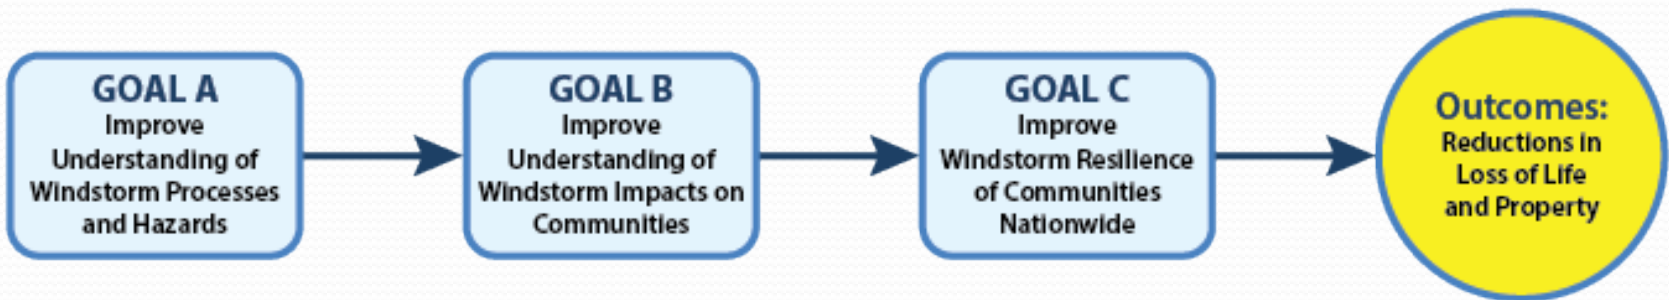 GOAL A
Improve
Understanding of
Windstorm Processes
and Hazards
GOAL B
Improve
Understanding of
Windstorm Impacts on
Communities
GOAL C
Improve
Windstorm Resilience
of Communities
Nationwide
Outcomes:
Reductions in
Loss of Life
and Property